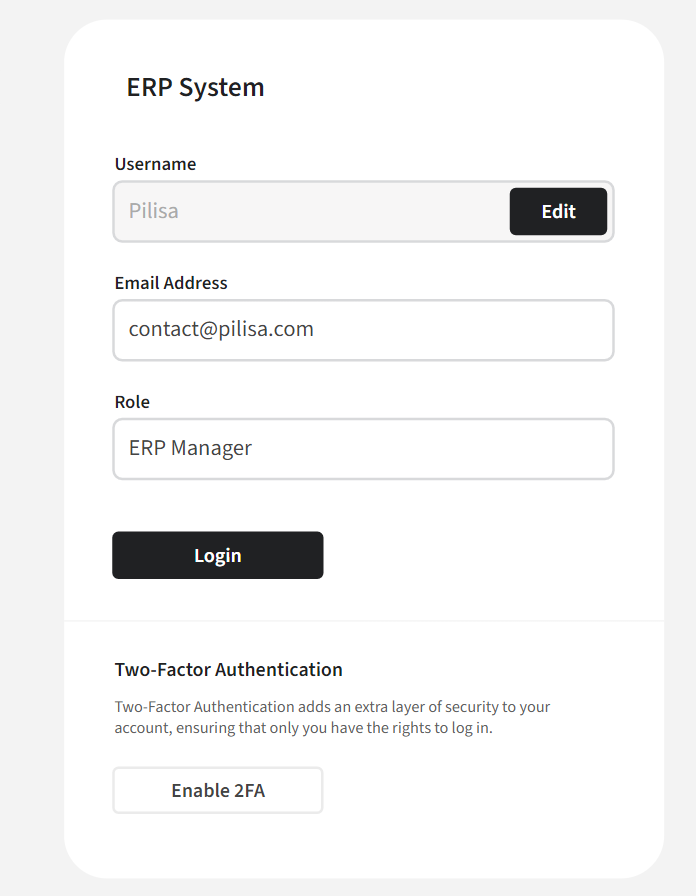 ERP System
Username
Pilisa
Edit
Email Address
contact@pilisa.com
Role
ERP Manager
Login
Two-Factor Authentication
Two-Factor Authentication adds an extra layer of security to your
account, ensuring that only you have the rights to log in.
Enable 2FA